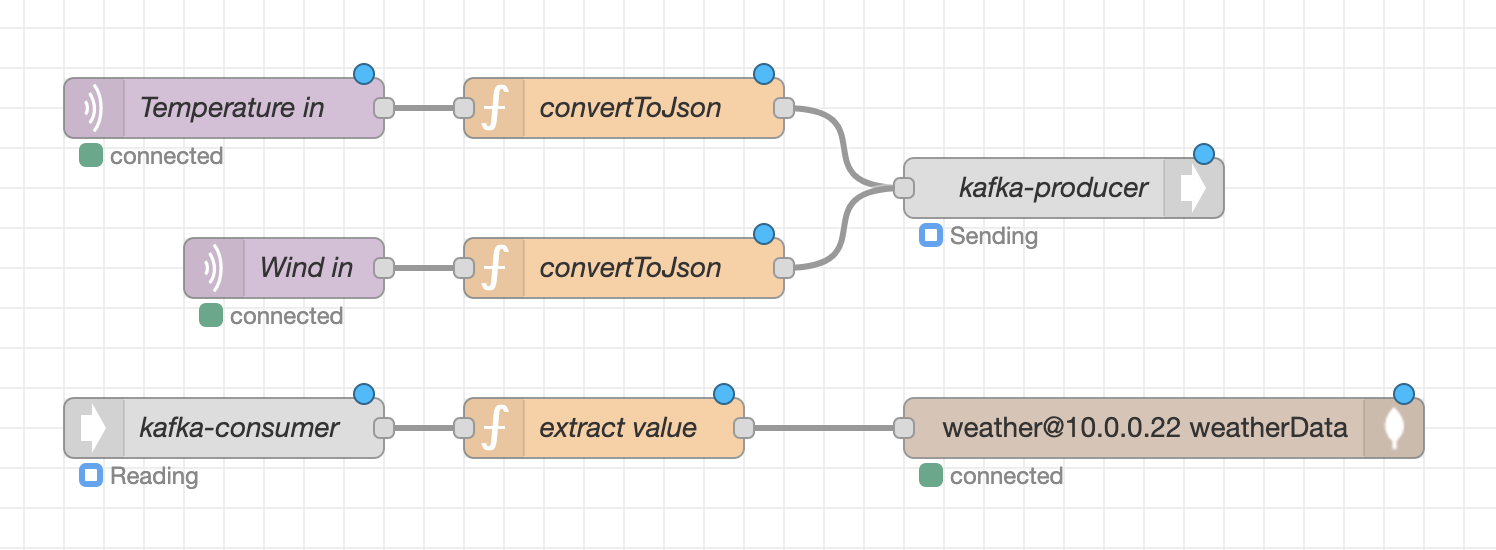 Temperature in
convertToJson
connected
kafka-producer
Sending
Wind in
convertToJson
connected
kafka-consumer
extract value
weather@10.0.0.22 weatherData
Reading
connected